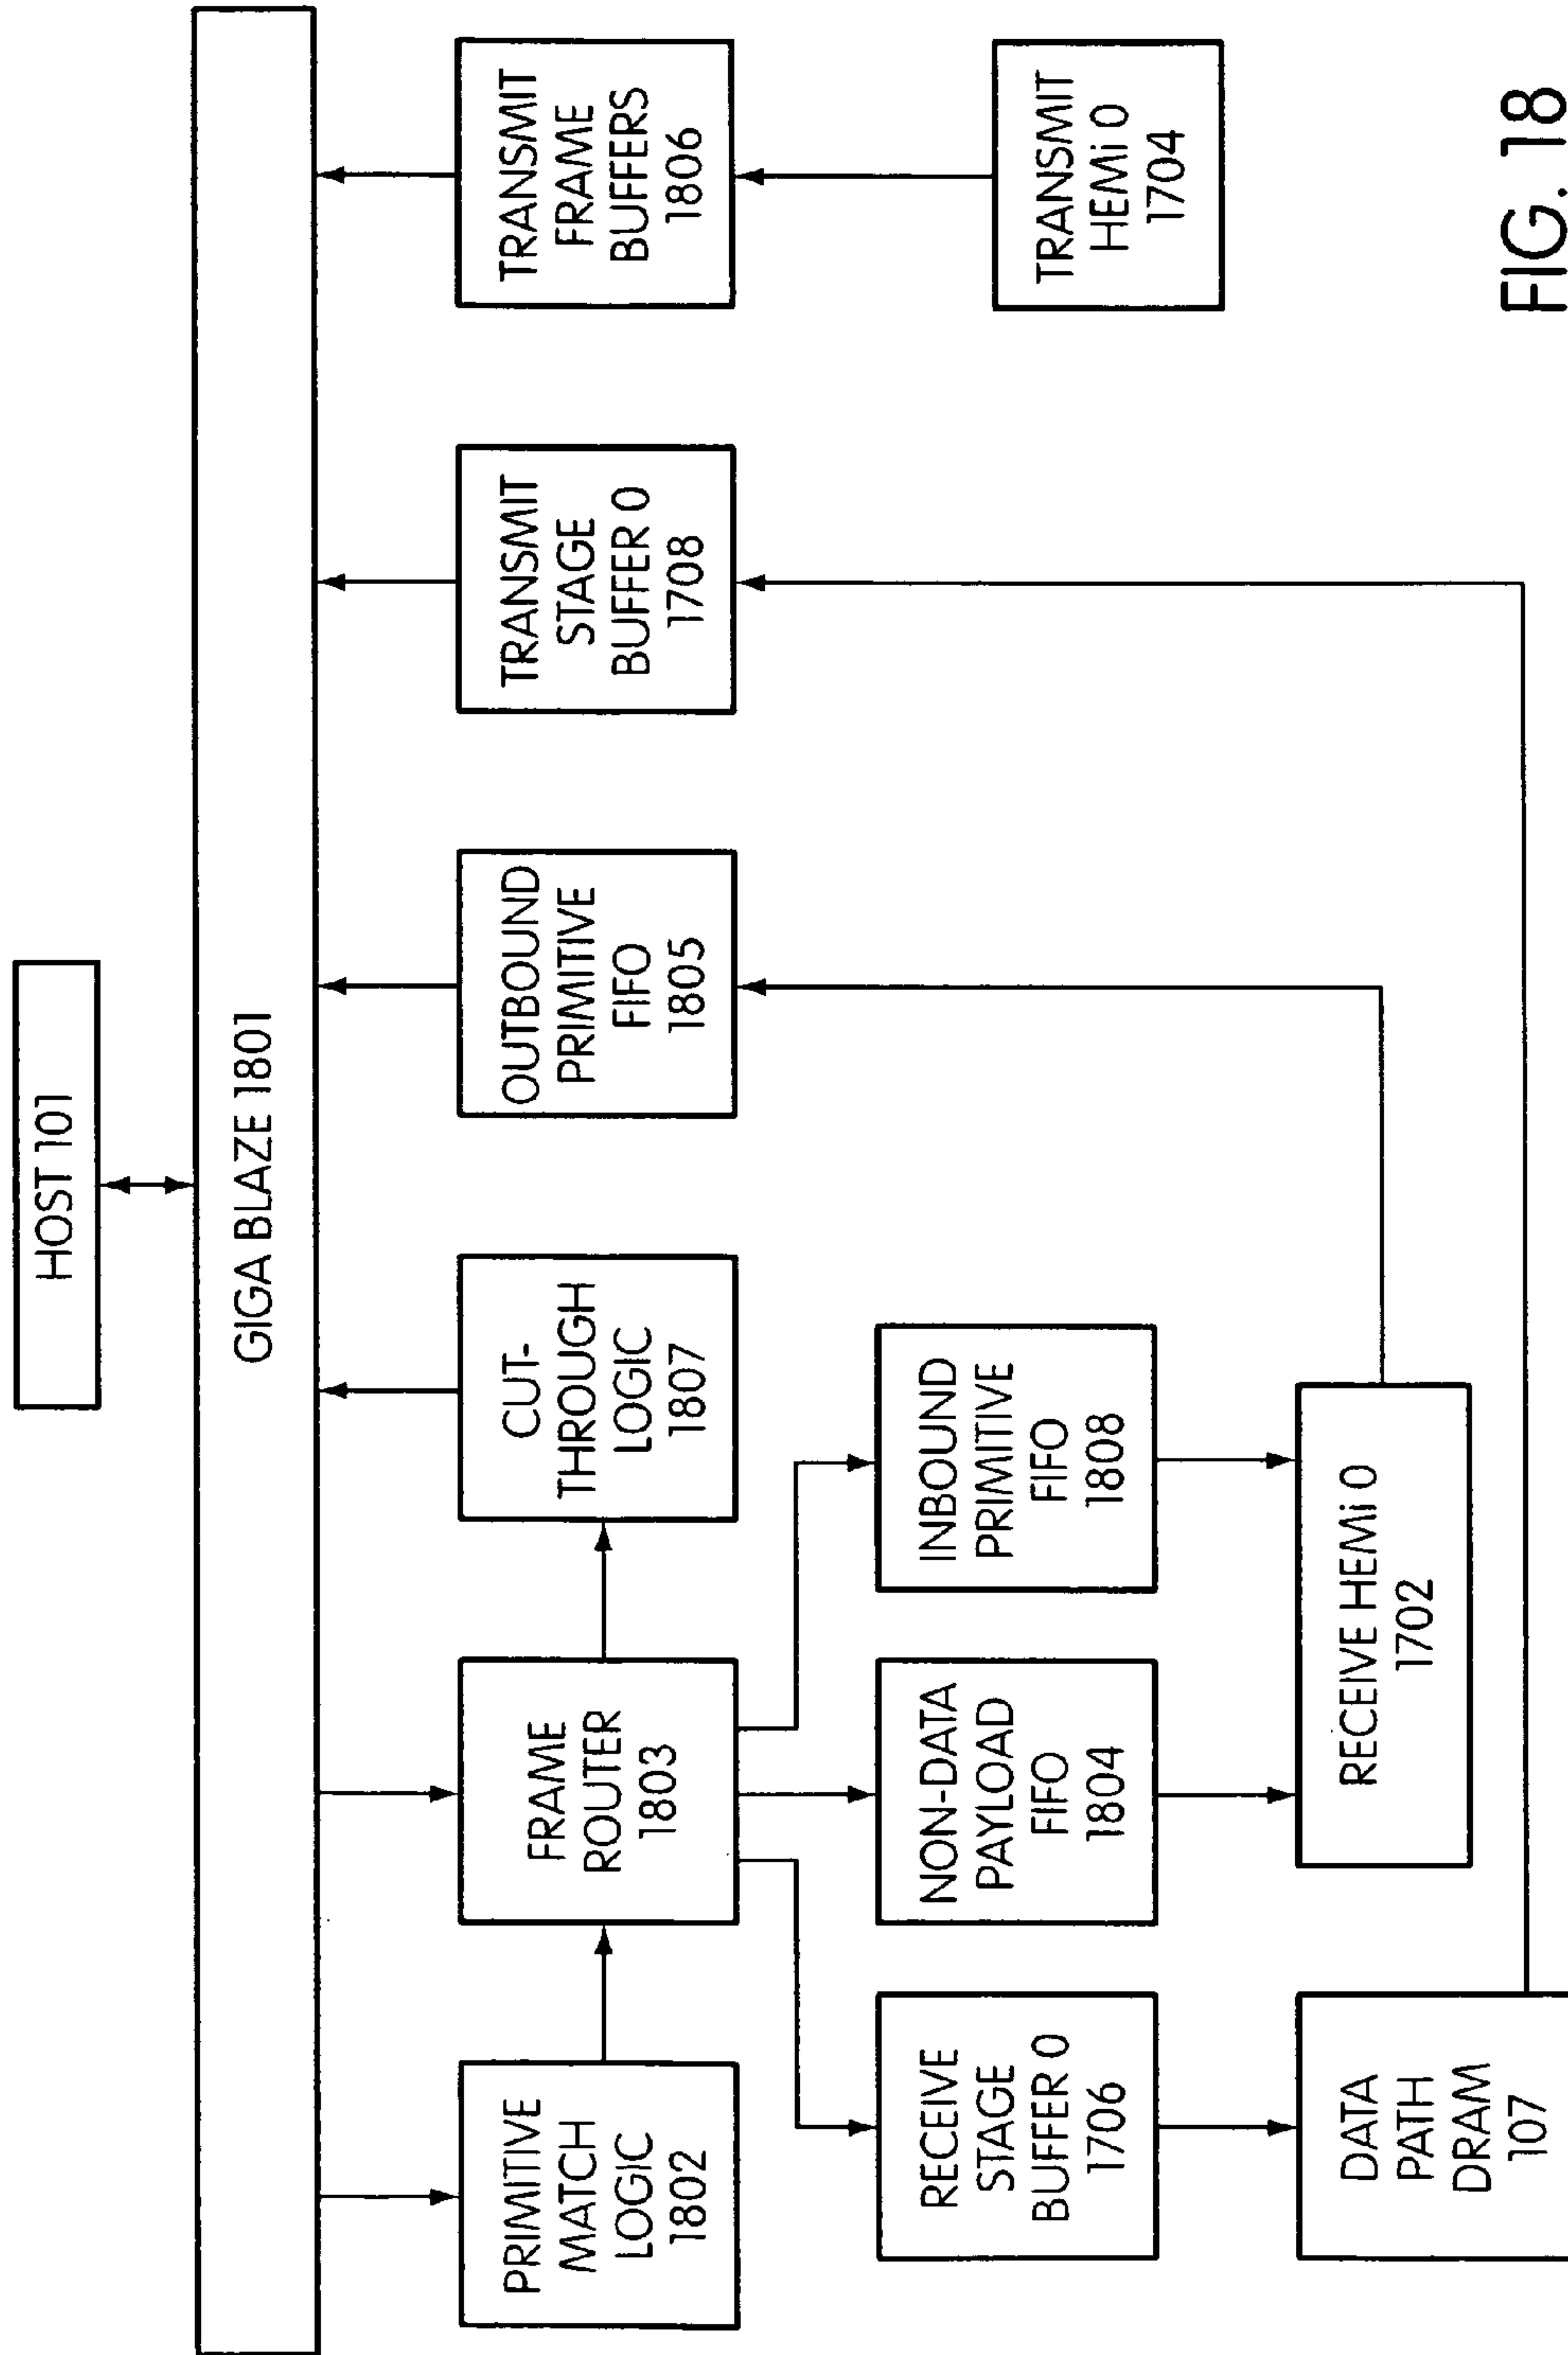 HOST 101
GIGA BLAZE 1801
PRIMITIVE
MATCH
LOGIC
1802
FRAME
ROUTER
1803
CUT-
THROUGH
LOGIC
1807
OUTBOUND
PRIMITIVE
FIFO
1805
TRANSMIT
STAGE
BUFFER 0
1708
TRANSMIT
FRAME
BUFFERS
1806
RECEIVE
STAGE
BUFFER 0
1706
NON-DATA
PAYLOAD
FIFO
1804
INBOUND
PRIMITIVE
FIFO
1808
TRANSMIT
HEMi 0
1704
DATA
PATH
DRAM
107
RECEIVE HEMi 0
1702
FIG. 18